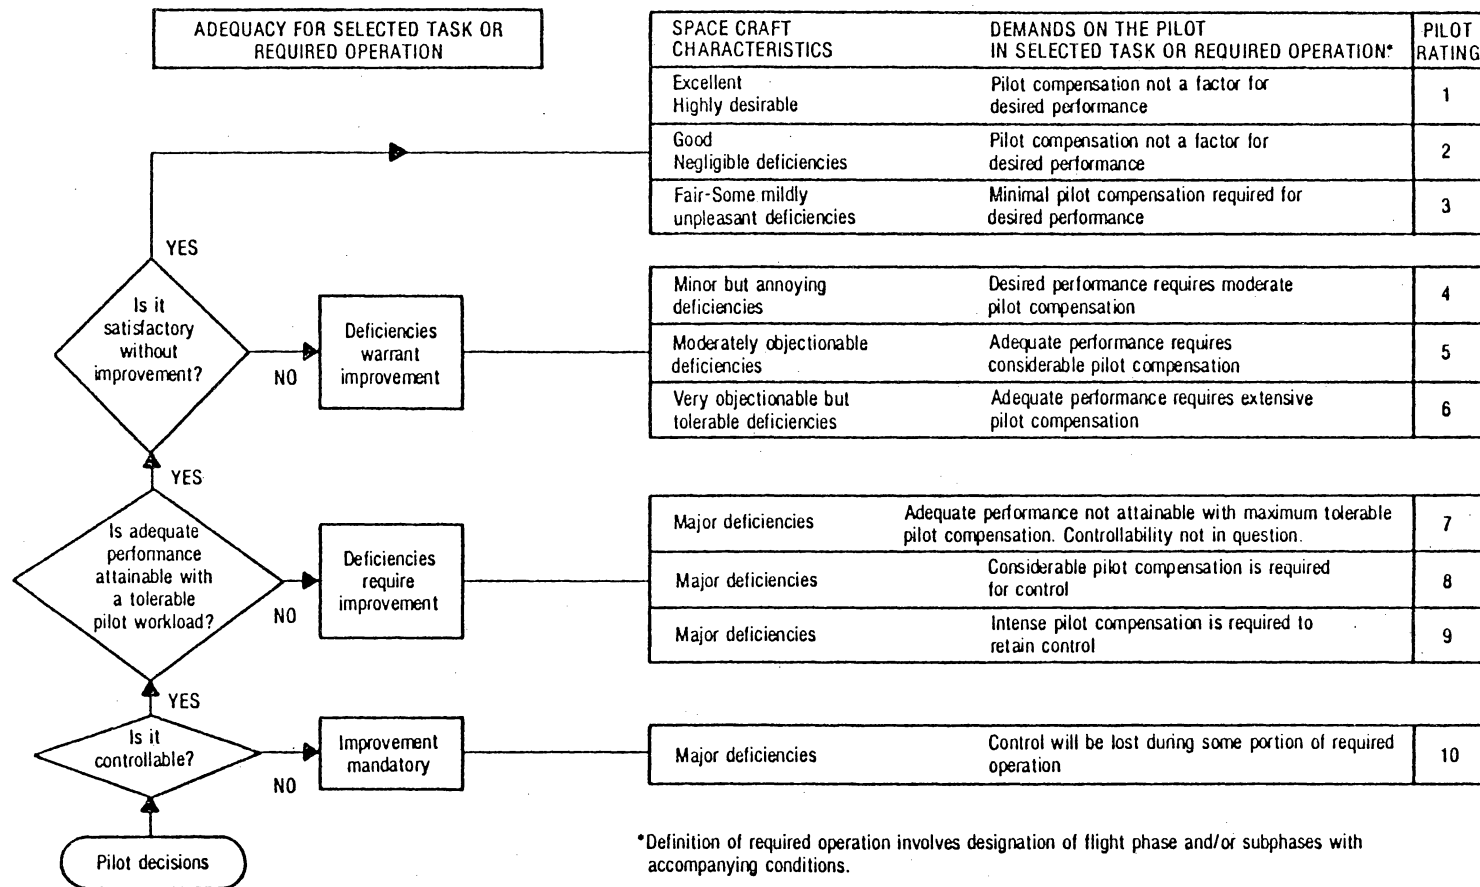 ADEQUACY FOR SELECTED TASK OR
REQUIRED OPERATION
SPACE CRAFT
CHARACTERISTICS
DEMANDS ON THE PILOT
IN SELECTED TASK OR REQUIRED OPERATION*
PILOT
RATING
Excellent
Highly desirable
Pilot compensation not a factor for
desired performance
1
Good
Negligible deficiencies
Pilot compensation not a factor for
desired performance
2
Fair-Some mildly
unpleasant deficiencies
Minimal pilot compensation required for
desired performance
3
YES
Is it
satisfactory
without
improvement?
NO
Deficiencies
warrant
improvement
Minor but annoying
deficiencies
Desired performance requires moderate
pilot compensation
4
Moderately objectionable
deficiencies
Adequate performance requires
considerable pilot compensation
5
Very objectionable but
tolerable deficiencies
Adequate performance requires extensive
pilot compensation
6
YES
Is adequate
performance
attainable with
a tolerable
pilot workload?
NO
Deficiencies
require
improvement
Major deficiencies
Adequate performance not attainable with maximum tolerable
pilot compensation. Controllability not in question.
7
Major deficiencies
Considerable pilot compensation is required
for control
8
Major deficiencies
Intense pilot compensation is required to
retain control
9
YES
Is it
controllable?
NO
Improvement
mandatory
Major deficiencies
Control will be lost during some portion of required
operation
10
Pilot decisions
*Definition of required operation involves designation of flight phase and/or subphases with
accompanying conditions.